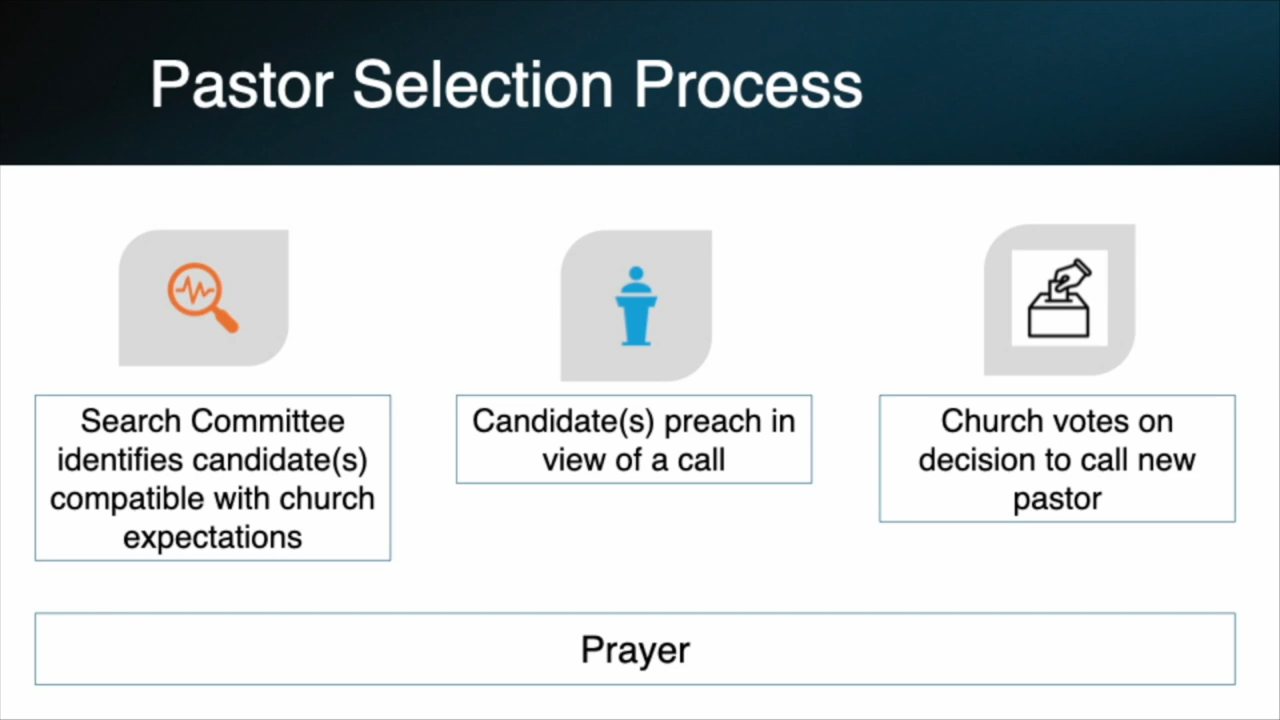 Pastor Selection Process
Search Committee
identifies candidate(s)
compatible with church
expectations
Candidate(s) preach in
view of a call
Church votes on
decision to call new
pastor
Prayer